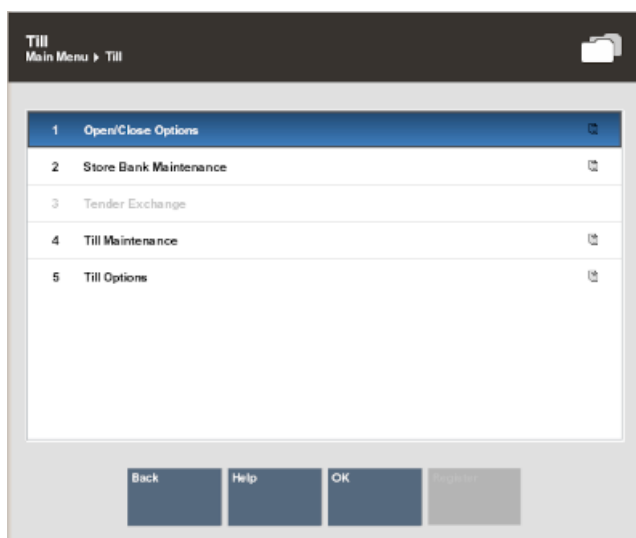 Till
Main Menu ▸ Till
1 Open/Close Options
2 Store Bank Maintenance
3 Tender Exchange
4 Till Maintenance
5 Till Options
Back Help OK Register